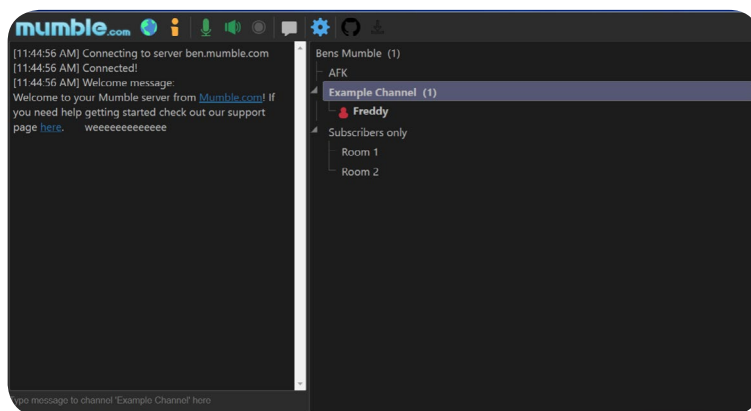 mumble.com
[11:44:56 AM] Connecting to server ben.mumble.com
[11:44:56 AM] Connected!
[11:44:56 AM] Welcome message:
Welcome to your Mumble server from Mumble.com! If
you need help getting started check out our support
page here. weeeeeeeeeeeee
Type message to channel 'Example Channel' here
Bens Mumble (1)
AFK
Example Channel (1)
Freddy
Subscribers only
Room 1
Room 2